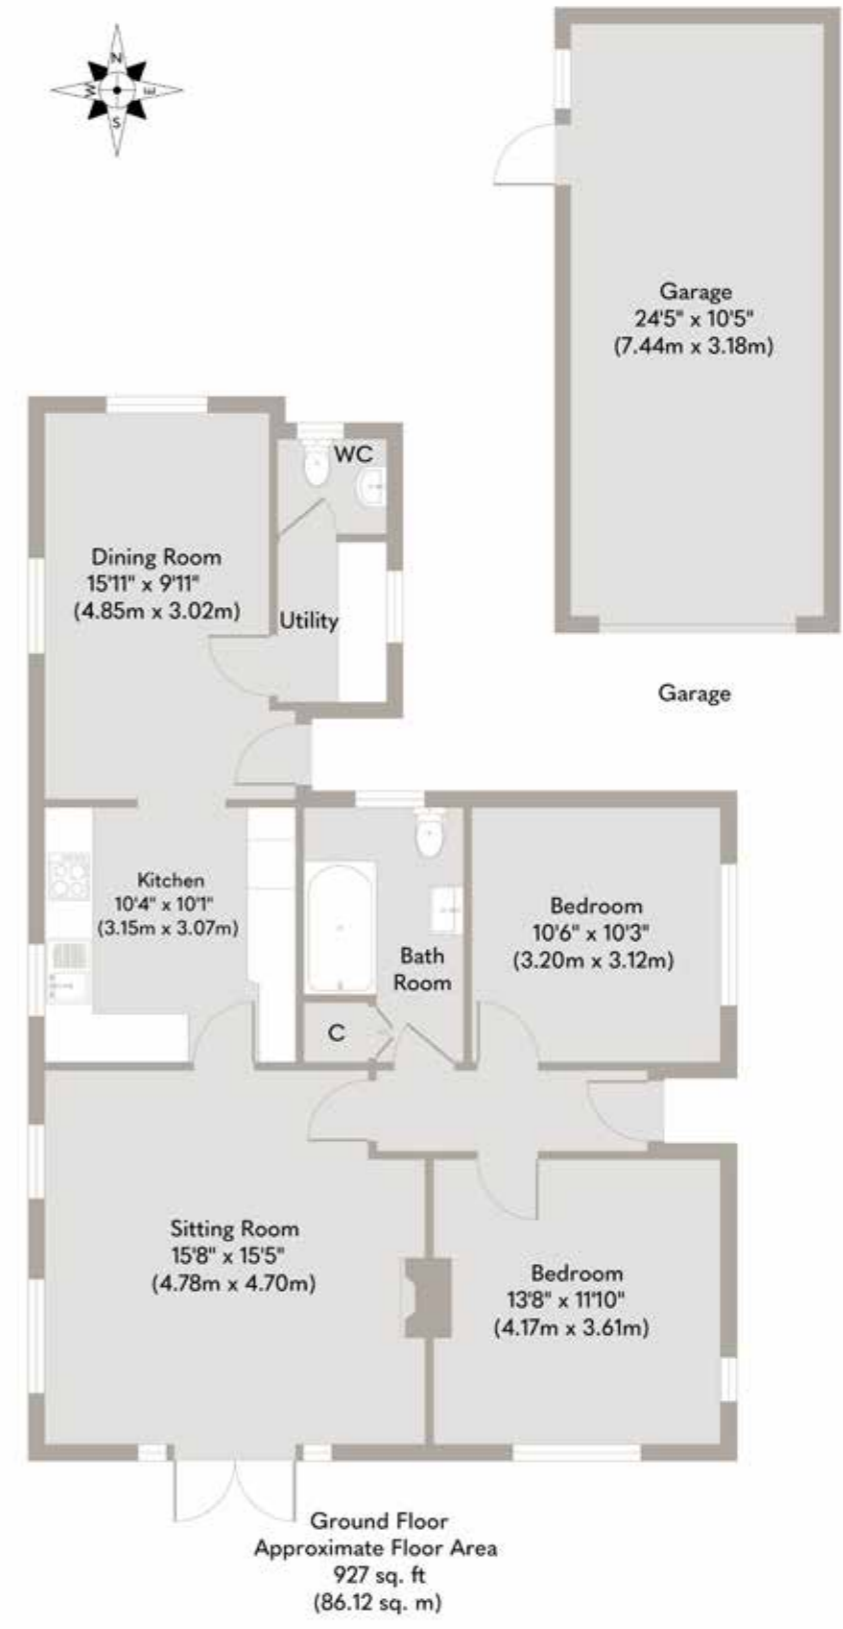 N
W
E
S
Garage
24'5" x 10'5"
(7.44m x 3.18m)
WC
Dining Room
15'11" x 9'11"
(4.85m x 3.02m)
Utility
Garage
Kitchen
10'4" x 10'1"
(3.15m x 3.07m)
Bedroom
10'6" x 10'3"
(3.20m x 3.12m)
Bath
Room
C
Sitting Room
15'8" x 15'5"
(4.78m x 4.70m)
Bedroom
13'8" x 11'10"
(4.17m x 3.61m)
Ground Floor
Approximate Floor Area
927 sq. ft
(86.12 sq. m)